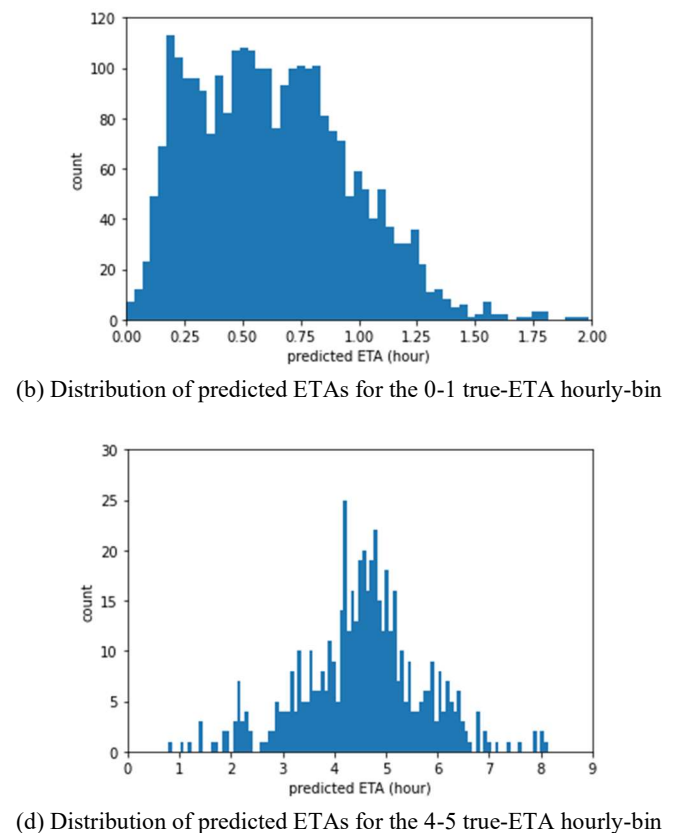 120
100
80
60
40
20
0
count
0.00 0.25 0.50 0.75 1.00 1.25 1.50 1.75 2.00
predicted ETA (hour)
(b) Distribution of predicted ETAs for the 0-1 true-ETA hourly-bin
30
25
20
15
10
5
0
count
0 1 2 3 4 5 6 7 8 9
predicted ETA (hour)
(d) Distribution of predicted ETAs for the 4-5 true-ETA hourly-bin